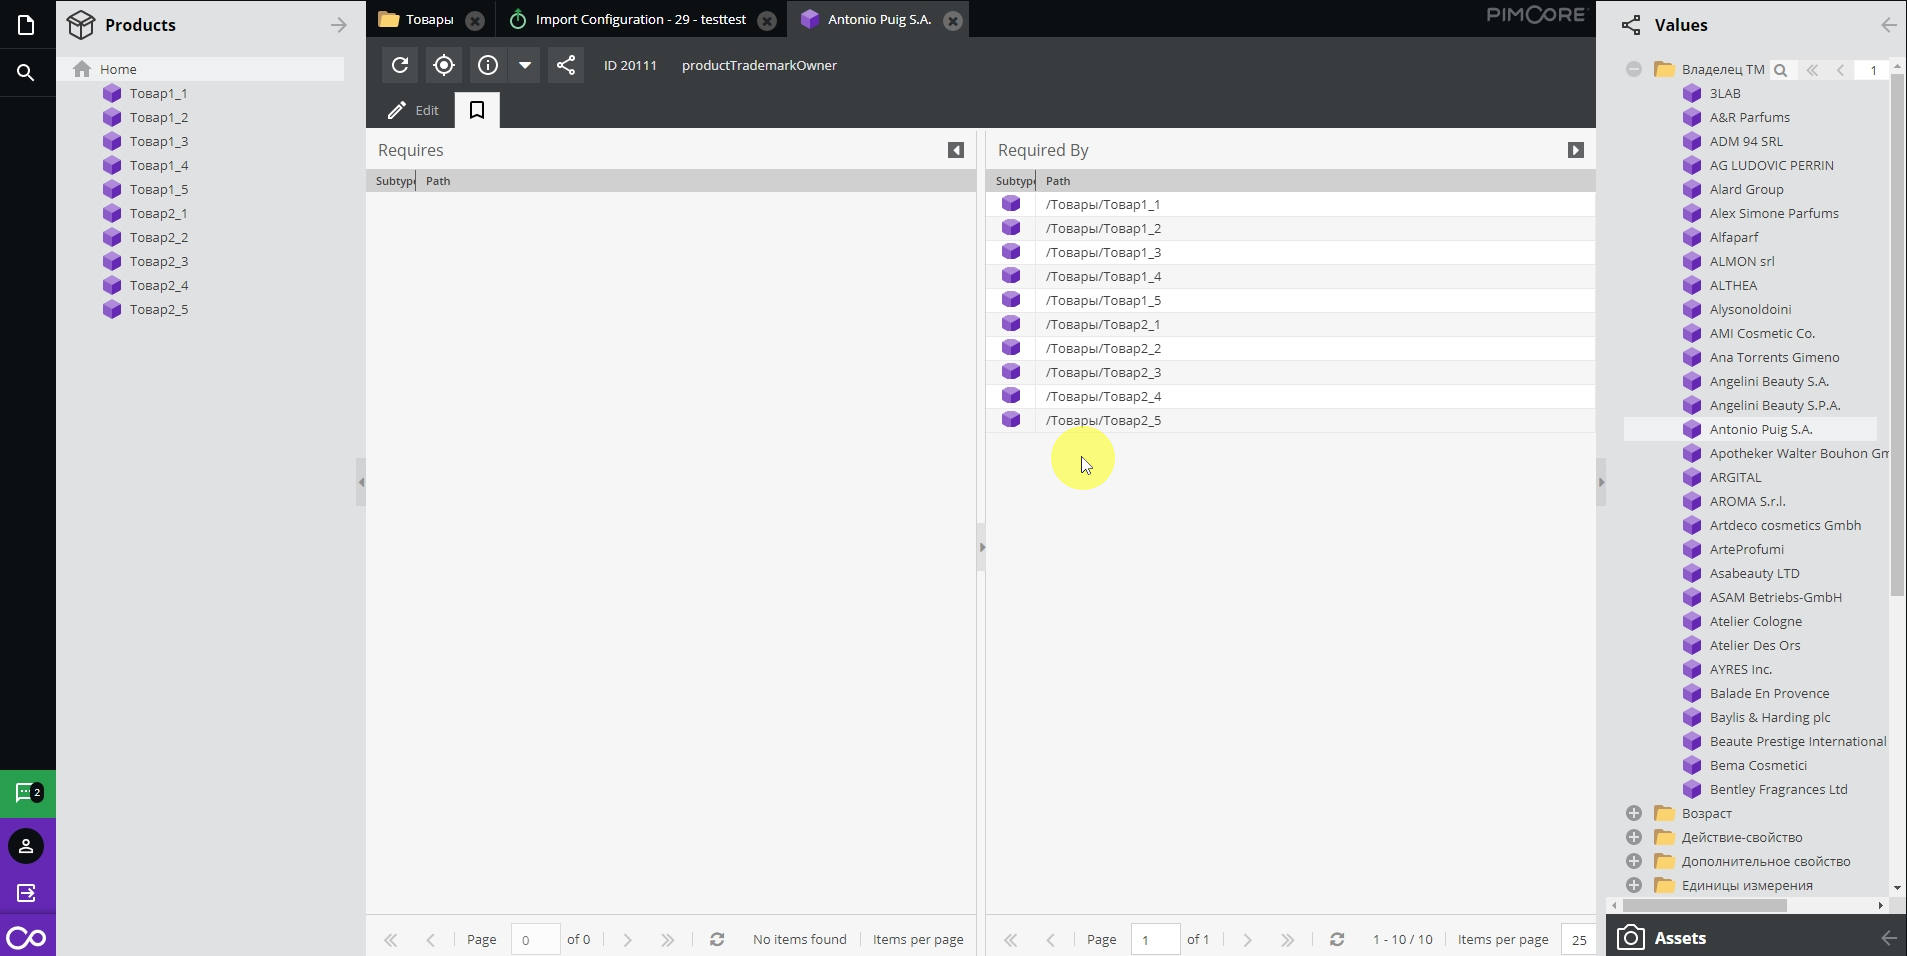 Products
Home
Товар1_1
Товар1_2
Товар1_3
Товар1_4
Товар1_5
Товар2_1
Товар2_2
Товар2_3
Товар2_4
Товар2_5
2
Товары
Import Configuration - 29 - testtest
Antonio Puig S.A.
PIMCORE
ID 20111 productTrademarkOwner
Edit
Requires
Subtype Path
Page 0 of 0 No items found Items per page
Required By
Subtype Path
/Товары/Товар1_1
/Товары/Товар1_2
/Товары/Товар1_3
/Товары/Товар1_4
/Товары/Товар1_5
/Товары/Товар2_1
/Товары/Товар2_2
/Товары/Товар2_3
/Товары/Товар2_4
/Товары/Товар2_5
Page 1 of 1 1 - 10 / 10 Items per page 25
Values
Владелец ТМ 1
3LAB
A&R Parfums
ADM 94 SRL
AG LUDOVIC PERRIN
Alard Group
Alex Simone Parfums
Alfaparf
ALMON srl
ALTHEA
Alysonoldoini
AMI Cosmetic Co.
Ana Torrents Gimeno
Angelini Beauty S.A.
Angelini Beauty S.P.A.
Antonio Puig S.A.
Apotheker Walter Bouhon Gm
ARGITAL
AROMA S.r.l.
Artdeco cosmetics Gmbh
ArteProfumi
Asabeauty LTD
ASAM Betriebs-GmbH
Atelier Cologne
Atelier Des Ors
AYRES Inc.
Balade En Provence
Baylis & Harding plc
Beaute Prestige International
Bema Cosmetici
Bentley Fragrances Ltd
Возраст
Действие-свойство
Дополнительное свойство
Единицы измерения
Assets